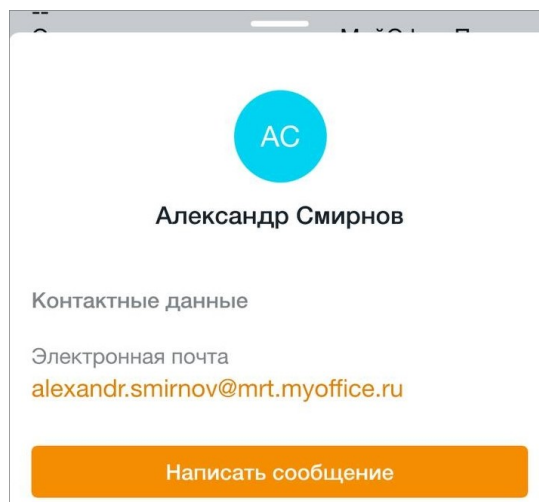 АС
Александр Смирнов
Контактные данные
Электронная почта
alexandr.smirnov@mrt.myoffice.ru
Написать сообщение